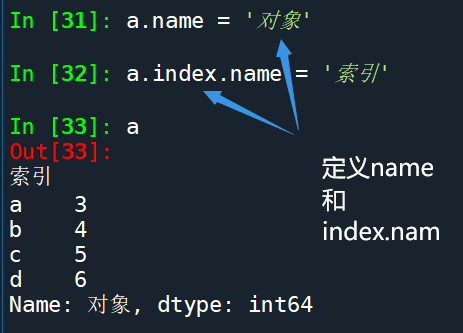 In [31]: a.name = '对象'
In [32]: a.index.name = '索引'
In [33]: a
Out[33]:
索引
a    3
b    4
c    5
d    6
Name: 对象, dtype: int64
定义name
和
index.nam